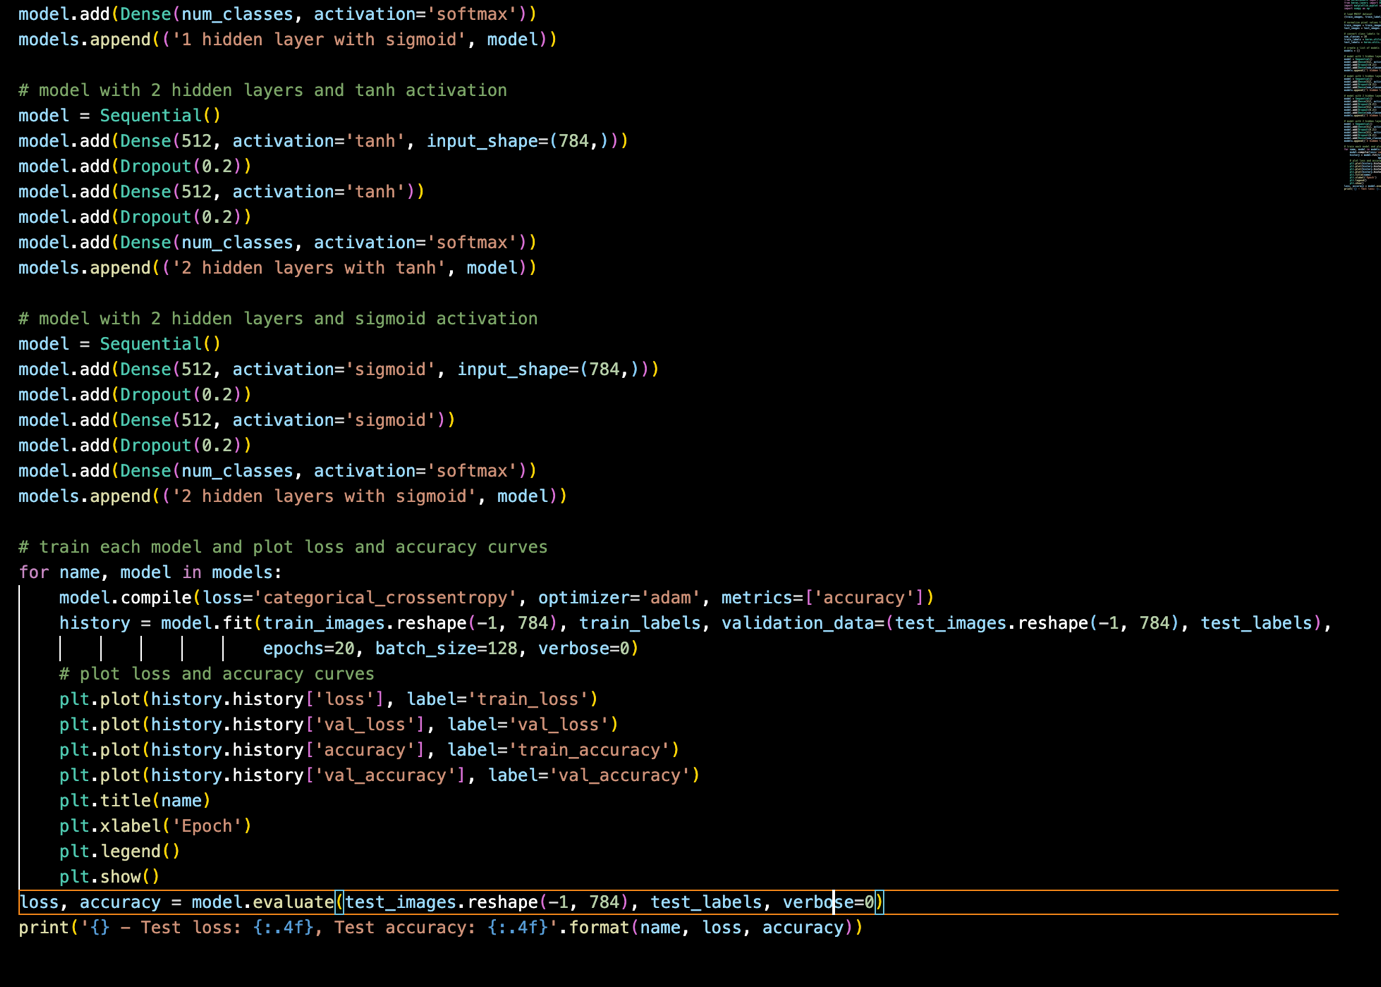 model.add(Dense(num_classes, activation='softmax'))
models.append(('1 hidden layer with sigmoid', model))
# model with 2 hidden layers and tanh activation
model = Sequential()
model.add(Dense(512, activation='tanh', input_shape=(784,)))
model.add(Dropout(0.2))
model.add(Dense(512, activation='tanh'))
model.add(Dropout(0.2))
model.add(Dense(num_classes, activation='softmax'))
models.append(('2 hidden layers with tanh', model))
# model with 2 hidden layers and sigmoid activation
model = Sequential()
model.add(Dense(512, activation='sigmoid', input_shape=(784,)))
model.add(Dropout(0.2))
model.add(Dense(512, activation='sigmoid'))
model.add(Dropout(0.2))
model.add(Dense(num_classes, activation='softmax'))
models.append(('2 hidden layers with sigmoid', model))
# train each model and plot loss and accuracy curves
for name, model in models:
    model.compile(loss='categorical_crossentropy', optimizer='adam', metrics=['accuracy'])
    history = model.fit(train_images.reshape(-1, 784), train_labels, validation_data=(test_images.reshape(-1, 784), test_labels),
                        epochs=20, batch_size=128, verbose=0)
    # plot loss and accuracy curves
    plt.plot(history.history['loss'], label='train_loss')
    plt.plot(history.history['val_loss'], label='val_loss')
    plt.plot(history.history['accuracy'], label='train_accuracy')
    plt.plot(history.history['val_accuracy'], label='val_accuracy')
    plt.title(name)
    plt.xlabel('Epoch')
    plt.legend()
    plt.show()
loss, accuracy = model.evaluate(test_images.reshape(-1, 784), test_labels, verbose=0)
print('{} - Test loss: {:.4f}, Test accuracy: {:.4f}'.format(name, loss, accuracy))